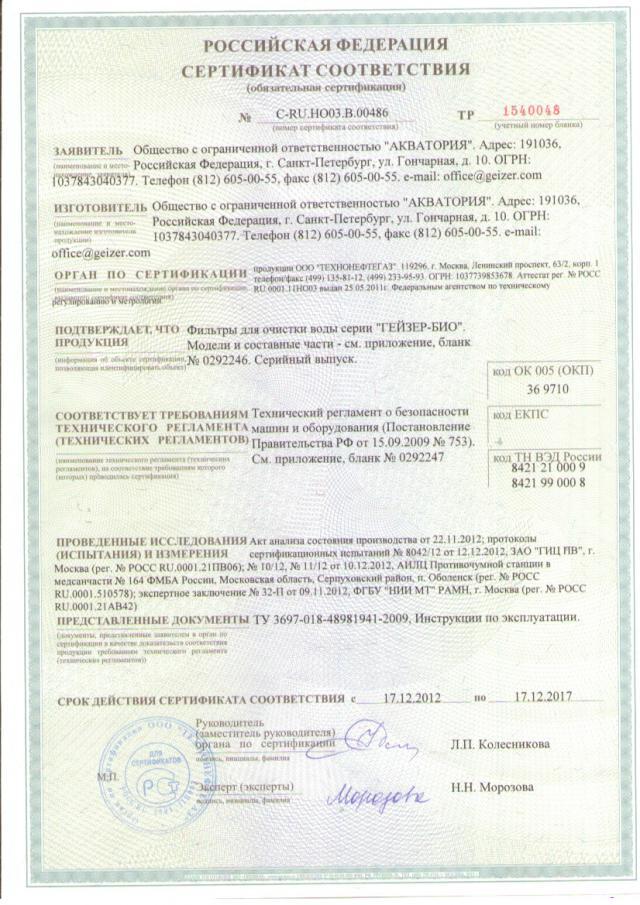 РОССИЙСКАЯ ФЕДЕРАЦИЯ
СЕРТИФИКАТ СООТВЕТСТВИЯ
(обязательная сертификация)
№ C-RU.HO03.B.00486 ТР 1540048
(номер сертификата соответствия) (учетный номер бланка)
ЗАЯВИТЕЛЬ Общество с ограниченной ответственностью "АКВАТОРИЯ". Адрес: 191036,
(наименование и место- Российская Федерация, г. Санкт-Петербург, ул. Гончарная, д. 10. ОГРН:
1037843040377. Телефон (812) 605-00-55, факс (812) 605-00-55. e-mail: office@geizer.com
ИЗГОТОВИТЕЛЬ Общество с ограниченной ответственностью "АКВАТОРИЯ". Адрес: 191036,
(наименование и место- Российская Федерация, г. Санкт-Петербург, ул. Гончарная, д. 10. ОГРН:
нахождение изготовителя 1037843040377. Телефон (812) 605-00-55, факс (812) 605-00-55. e-mail:
продукции)
office@geizer.com
ОРГАН ПО СЕРТИФИКАЦИИ продукции ООО "ТЕХНОНЕФТЕГАЗ" 119296, г. Москва, Ленинский проспект, 63/2, корп. 1
телефон/факс (499) 135-81-12, (499) 233-95-93. ОГРН: 1037739853678. Аттестат рег. № РОСС
(наименование и местонахождение органа по сертификации, RU 0001.11НО03 выдан 25.05.2011г. Федеральным агентством по техническому
регулированию и метрологии.
ПОДТВЕРЖДАЕТ, ЧТО Фильтры для очистки воды серии "ГЕЙЗЕР-БИО".
ПРОДУКЦИЯ Модели и составные части - см. приложение, бланк
(информация об объекте сертификации, № 0292246. Серийный выпуск.
позволяющая идентифицировать объект)
код ОК 005 (ОКП)
36 9710
СООТВЕТСТВУЕТ ТРЕБОВАНИЯМ Технический регламент о безопасности
код ЕКПС
ТЕХНИЧЕСКОГО РЕГЛАМЕНТА машин и оборудования (Постановление
(ТЕХНИЧЕСКИХ РЕГЛАМЕНТОВ) Правительства РФ от 15.09.2009 № 753).
(наименование технического регламента (технических См. приложение, бланк № 0292247
регламентов), на соответствие требованиям которого
(которых) проводилась сертификация)
код ТН ВЭД России
8421 21 000 9
8421 99 000 8
ПРОВЕДЕННЫЕ ИССЛЕДОВАНИЯ Акт анализа состояния производства от 22.11.2012; протоколы
(ИСПЫТАНИЯ) И ИЗМЕРЕНИЯ сертификационных испытаний № 8042/12 от 12.12.2012, ЗАО "ГИЦ ПВ", г.
Москва (рег. № РОСС RU.0001.21ПВ06); № 10/12, № 11/12 от 10.12.2012, АИЛЦ Противочумной станции в
медсанчасти № 164 ФМБА России, Московская область, Серпуховский район, п. Оболенск (рег. № РОСС
RU.0001.510578); экспертное заключение № 32-П от 09.11.2012, ФГБУ "НИИ МТ" РАМН, г. Москва (рег. № РОСС
RU.0001.21АВ42)
ПРЕДСТАВЛЕННЫЕ ДОКУМЕНТЫ ТУ 3697-018-48981941-2009. Инструкции по эксплуатации.
(документы, представленные заявителем в орган по
сертификации в качестве доказательств соответствия
продукции требованиям технического регламента
(технических регламентов))
СРОК ДЕЙСТВИЯ СЕРТИФИКАТА СООТВЕТСТВИЯ с 17.12.2012 по 17.12.2017
Руководитель
(заместитель руководителя)
органа по сертификации Л.П. Колесникова
подпись, инициалы, фамилия
ДЛЯ
СЕРТИФИКАТОВ
М.П.
Эксперт (эксперты) Морозова Н.Н. Морозова
подпись, инициалы, фамилия